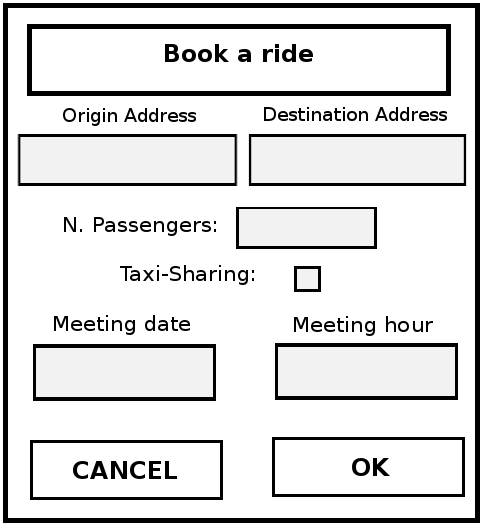 Book a ride
Origin Address
Destination Address
N. Passengers:
Taxi-Sharing:
Meeting date
Meeting hour
CANCEL
OK